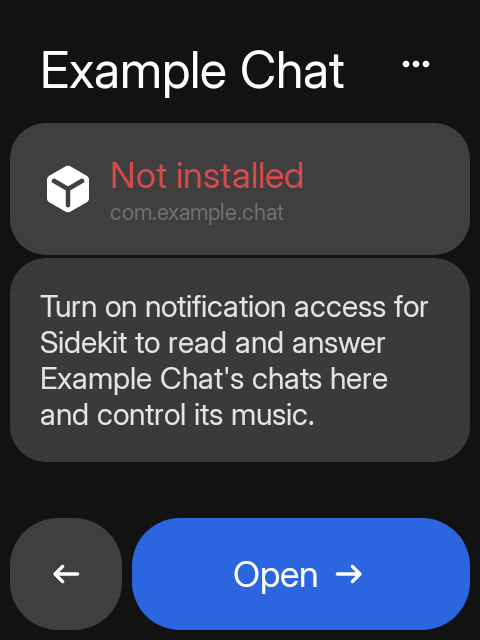 Example Chat
Not installed
com.example.chat
Turn on notification access for
Sidekit to read and answer
Example Chat's chats here
and control its music.
Open